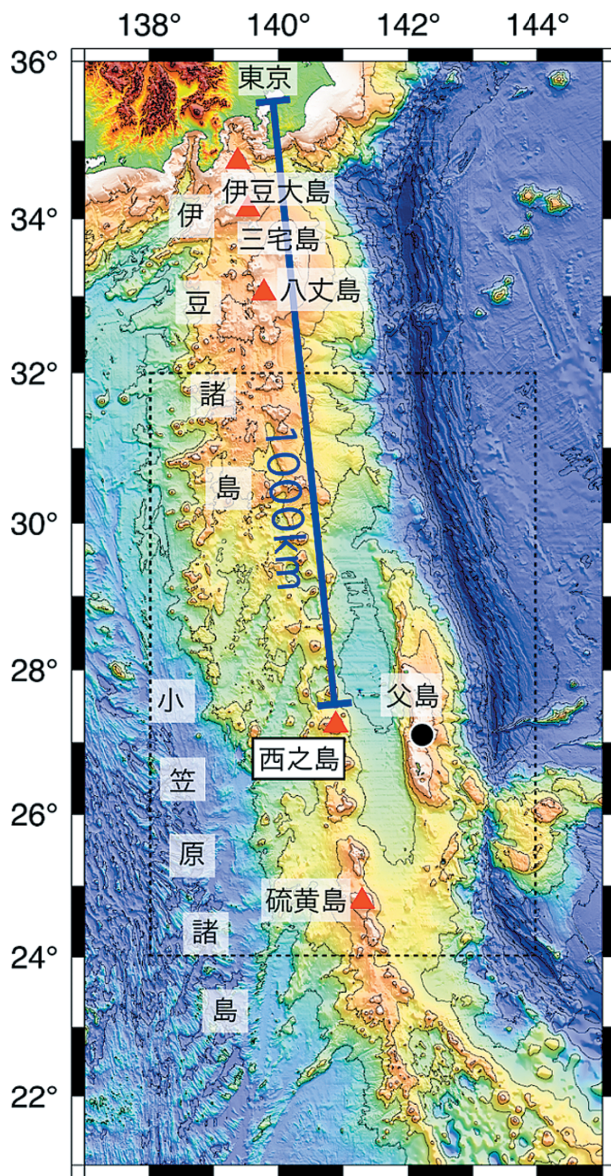 138° 140° 142° 144°
36°
東京
伊豆大島
34°
伊
三宅島
豆
八丈島
32°
諸
1000km
島
30°
28°
小
父島
西之島
笠
26°
原
硫黄島
諸
24°
島
22°